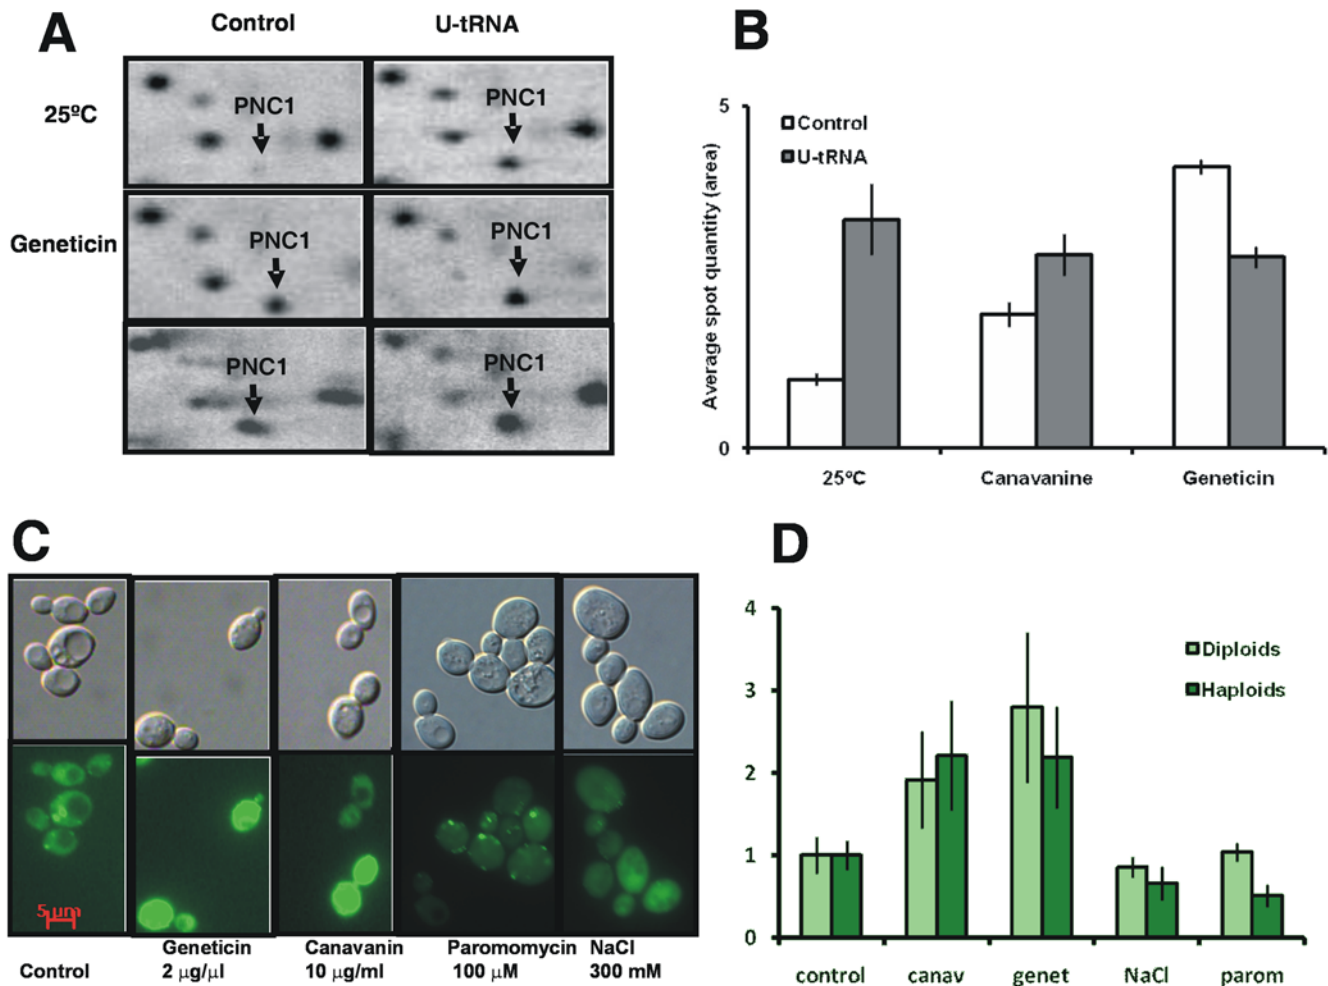 A
Control
U-tRNA
25ºC
PNC1
PNC1
Geneticin
PNC1
PNC1
PNC1
PNC1
B
5
Control
U-tRNA
Average spot quantity (area)
0
25ºC
Canavanine
Geneticin
C
5 µm
Control
Geneticin
2 µg/µl
Canavanin
10 µg/ml
Paromomycin
100 µM
NaCl
300 mM
D
4
3
2
1
0
Diploids
Haploids
control
canav
genet
NaCl
parom